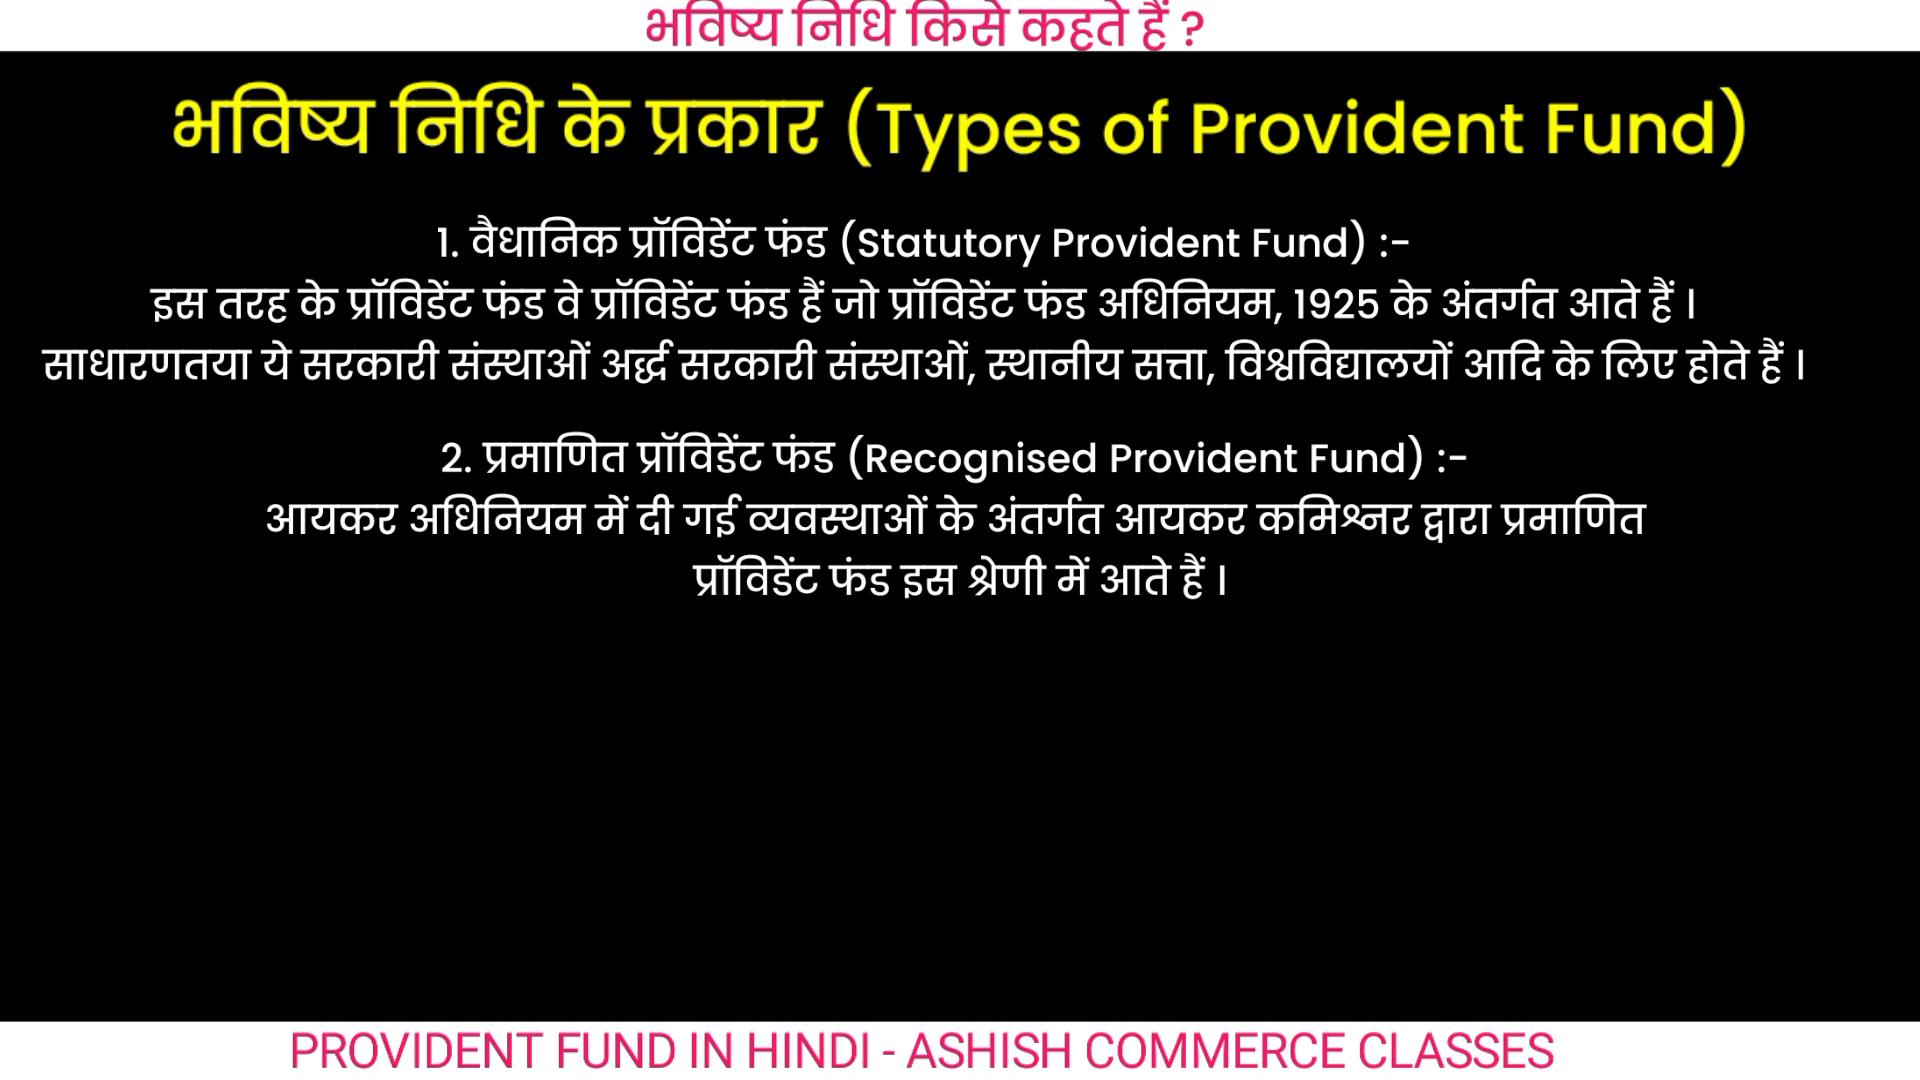 भविष्य निधि किसे कहते हैं ?
भविष्य निधि के प्रकार (Types of Provident Fund)
1. वैधानिक प्रॉविडेंट फंड (Statutory Provident Fund) :-
इस तरह के प्रॉविडेंट फंड वे प्रॉविडेंट फंड हैं जो प्रॉविडेंट फंड अधिनियम, 1925 के अंतर्गत आते हैं ।
साधारणतया ये सरकारी संस्थाओं अर्द्ध सरकारी संस्थाओं, स्थानीय सत्ता, विश्वविद्यालयों आदि के लिए होते हैं ।
2. प्रमाणित प्रॉविडेंट फंड (Recognised Provident Fund) :-
आयकर अधिनियम में दी गई व्यवस्थाओं के अंतर्गत आयकर कमिश्नर द्वारा प्रमाणित
प्रॉविडेंट फंड इस श्रेणी में आते हैं ।
PROVIDENT FUND IN HINDI - ASHISH COMMERCE CLASSES